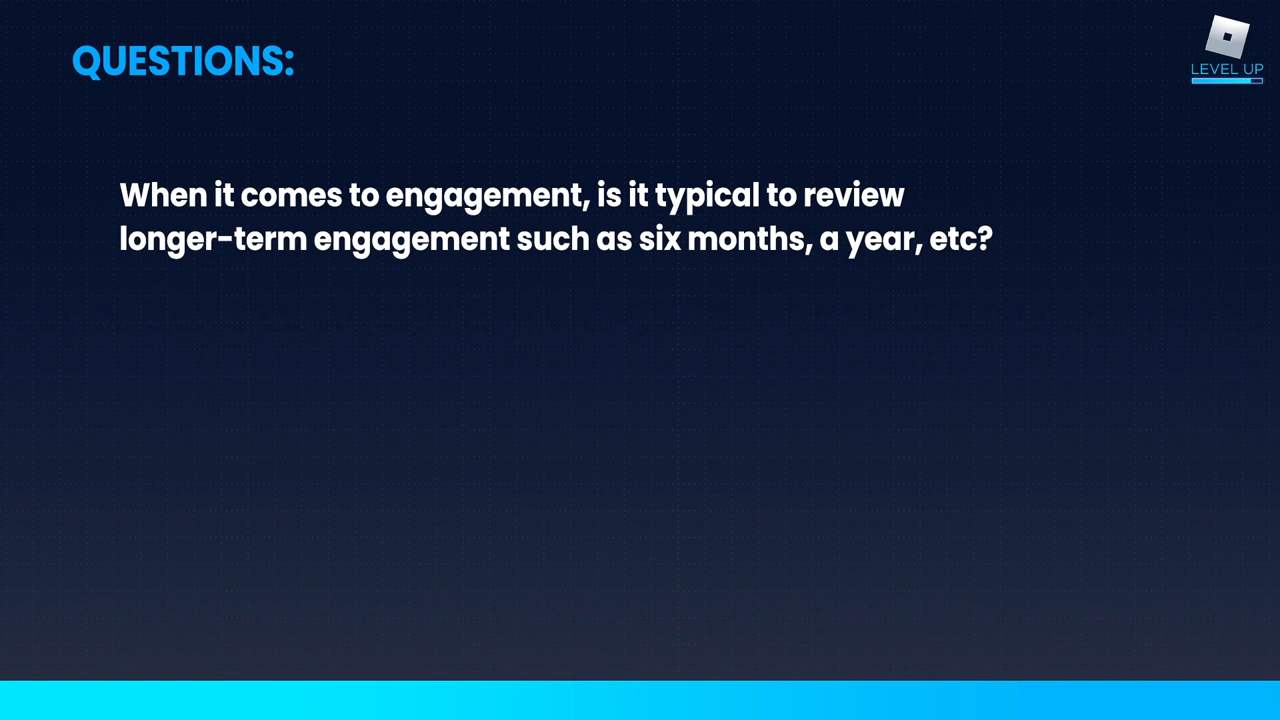 QUESTIONS:
LEVEL UP
When it comes to engagement, is it typical to review
longer-term engagement such as six months, a year, etc?